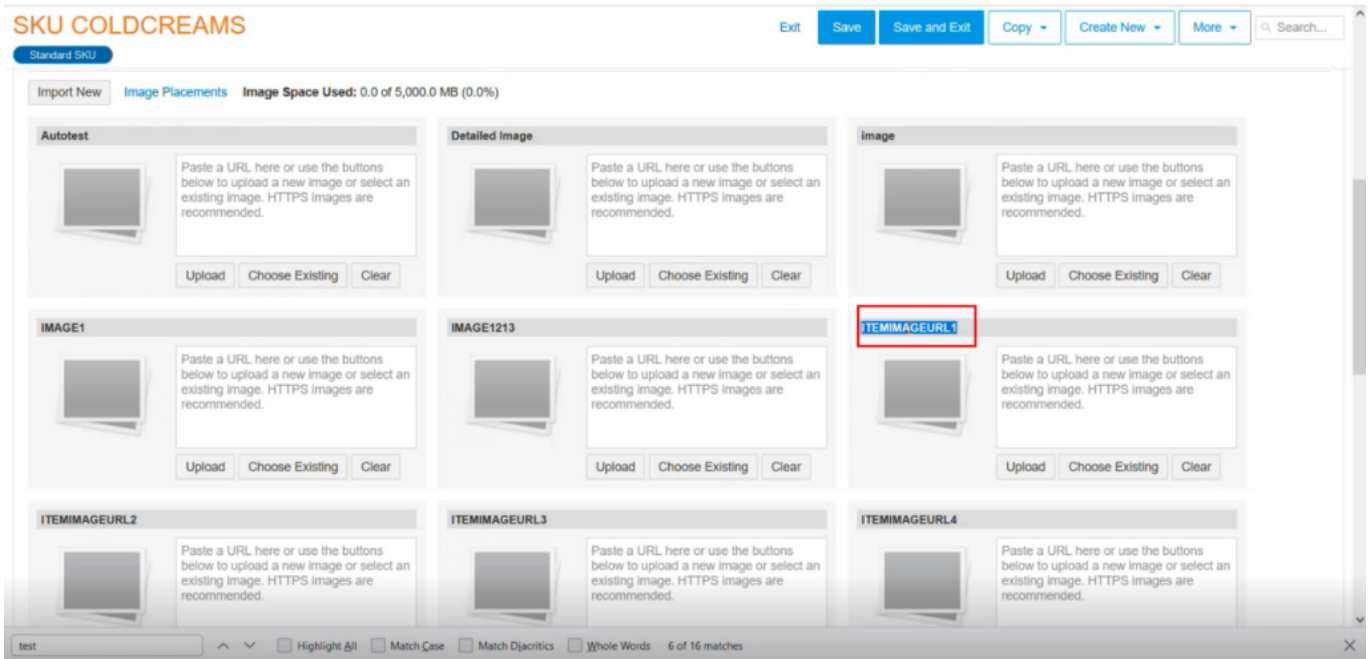 SKU COLDCREAMS
Exit Save Save and Exit Copy Create New More Search...
Standard SKU
Import New Image Placements Image Space Used: 0.0 of 5,000.0 MB (0.0%)
Autotest
Paste a URL here or use the buttons
below to upload a new image or select an
existing image. HTTPS images are
recommended.
Upload Choose Existing Clear
Detailed Image
Paste a URL here or use the buttons
below to upload a new image or select an
existing image. HTTPS images are
recommended.
Upload Choose Existing Clear
image
Paste a URL here or use the buttons
below to upload a new image or select an
existing image. HTTPS images are
recommended.
Upload Choose Existing Clear
IMAGE1
Paste a URL here or use the buttons
below to upload a new image or select an
existing image. HTTPS images are
recommended.
Upload Choose Existing Clear
IMAGE1213
Paste a URL here or use the buttons
below to upload a new image or select an
existing image. HTTPS images are
recommended.
Upload Choose Existing Clear
ITEMIMAGEURL1
Paste a URL here or use the buttons
below to upload a new image or select an
existing image. HTTPS images are
recommended.
Upload Choose Existing Clear
ITEMIMAGEURL2
Paste a URL here or use the buttons
below to upload a new image or select an
existing image. HTTPS images are
recommended.
ITEMIMAGEURL3
Paste a URL here or use the buttons
below to upload a new image or select an
existing image. HTTPS images are
recommended.
ITEMIMAGEURL4
Paste a URL here or use the buttons
below to upload a new image or select an
existing image. HTTPS images are
recommended.
test Highlight All Match Case Match Diacritics Whole Words 6 of 16 matches